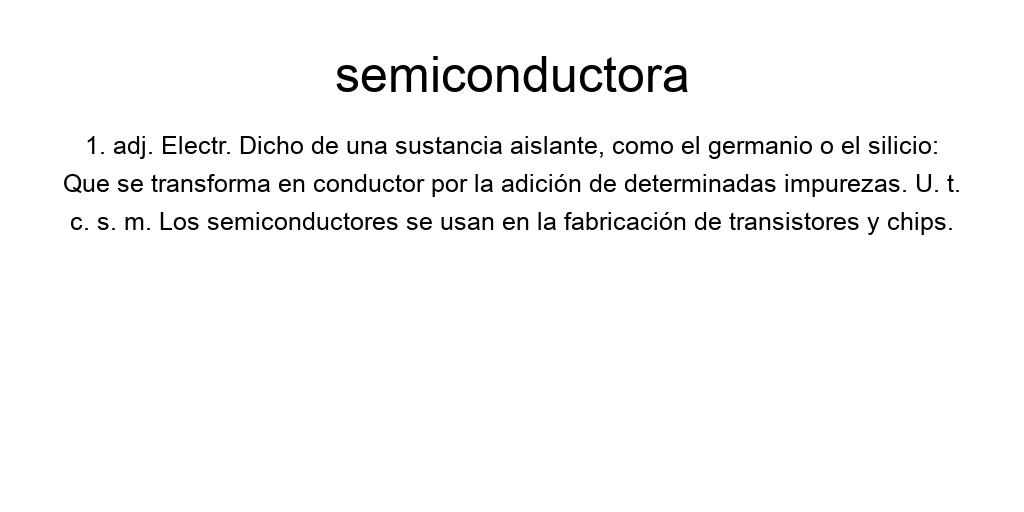 semiconductora
1. adj. Electr. Dicho de una sustancia aislante, como el germanio o el silicio:
Que se transforma en conductor por la adición de determinadas impurezas. U. t.
c. s. m. Los semiconductores se usan en la fabricación de transistores y chips.